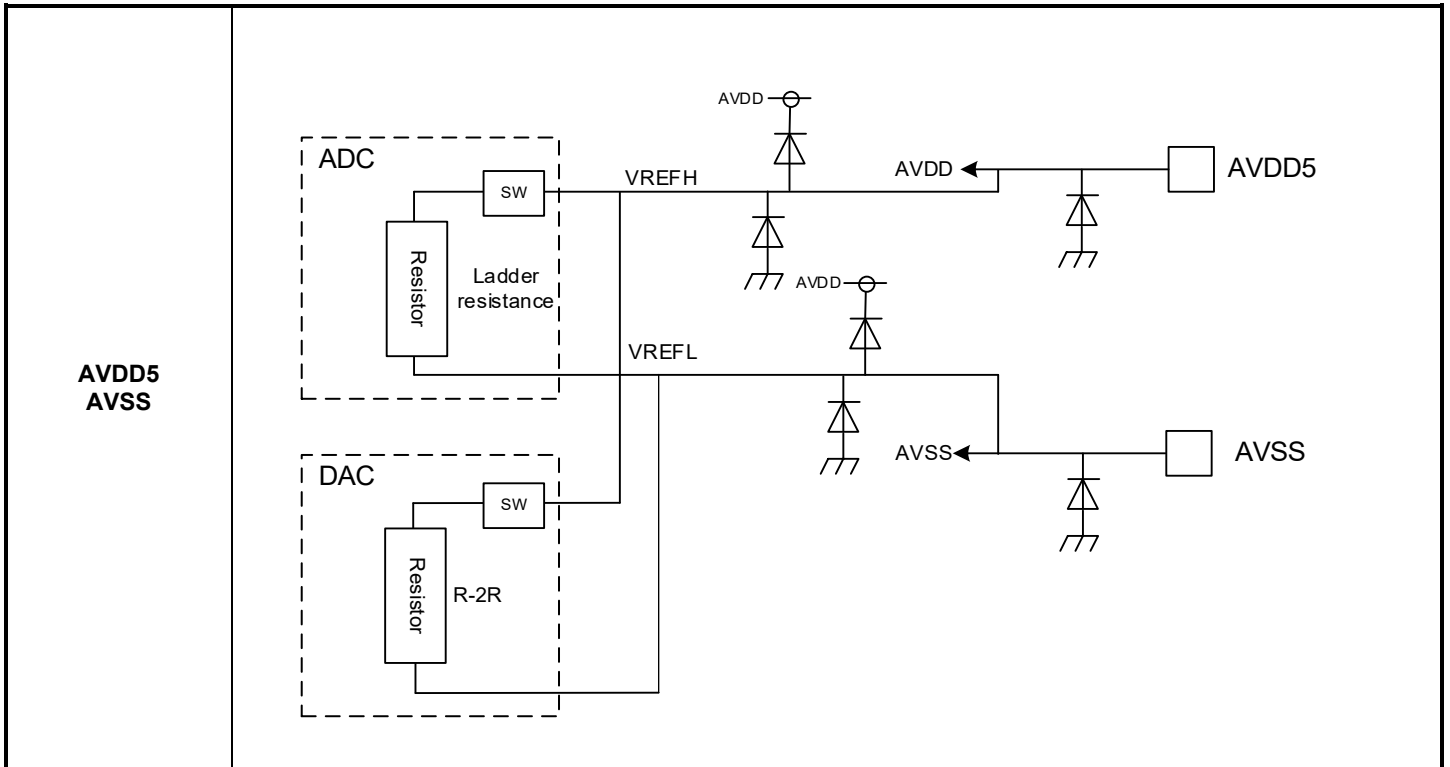 AVDD5
AVSS
AVDD
ADC
SW
VREFH
AVDD
AVDD5
Resistor
Ladder
resistance
AVDD
VREFL
AVSS
AVSS
DAC
SW
Resistor
R-2R